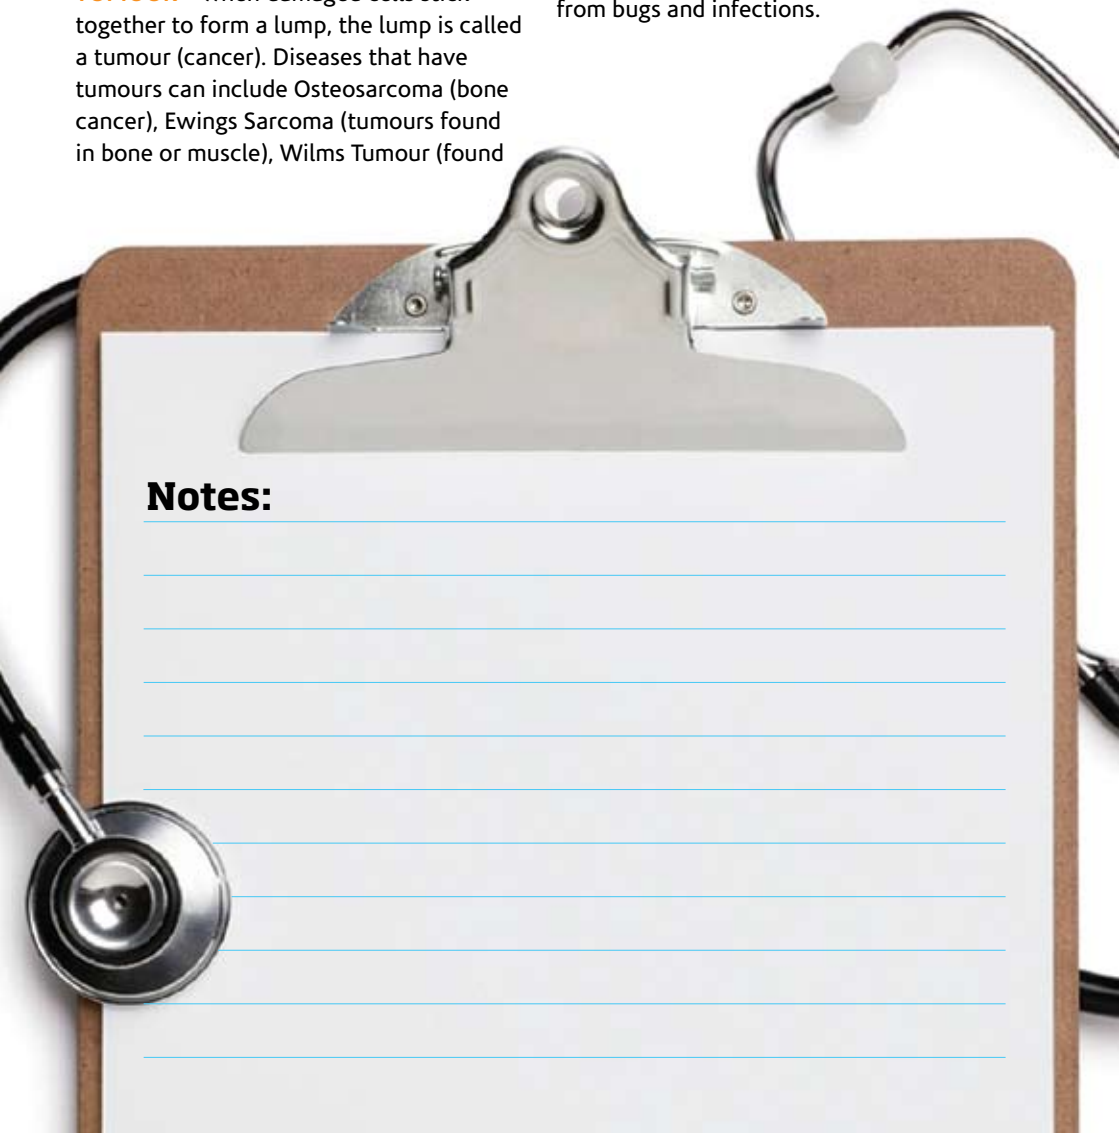 together to form a lump, the lump is called
a tumour (cancer). Diseases that have
tumours can include Osteosarcoma (bone
cancer), Ewings Sarcoma (tumours found
in bone or muscle), Wilms Tumour (found
from bugs and infections.
Notes: